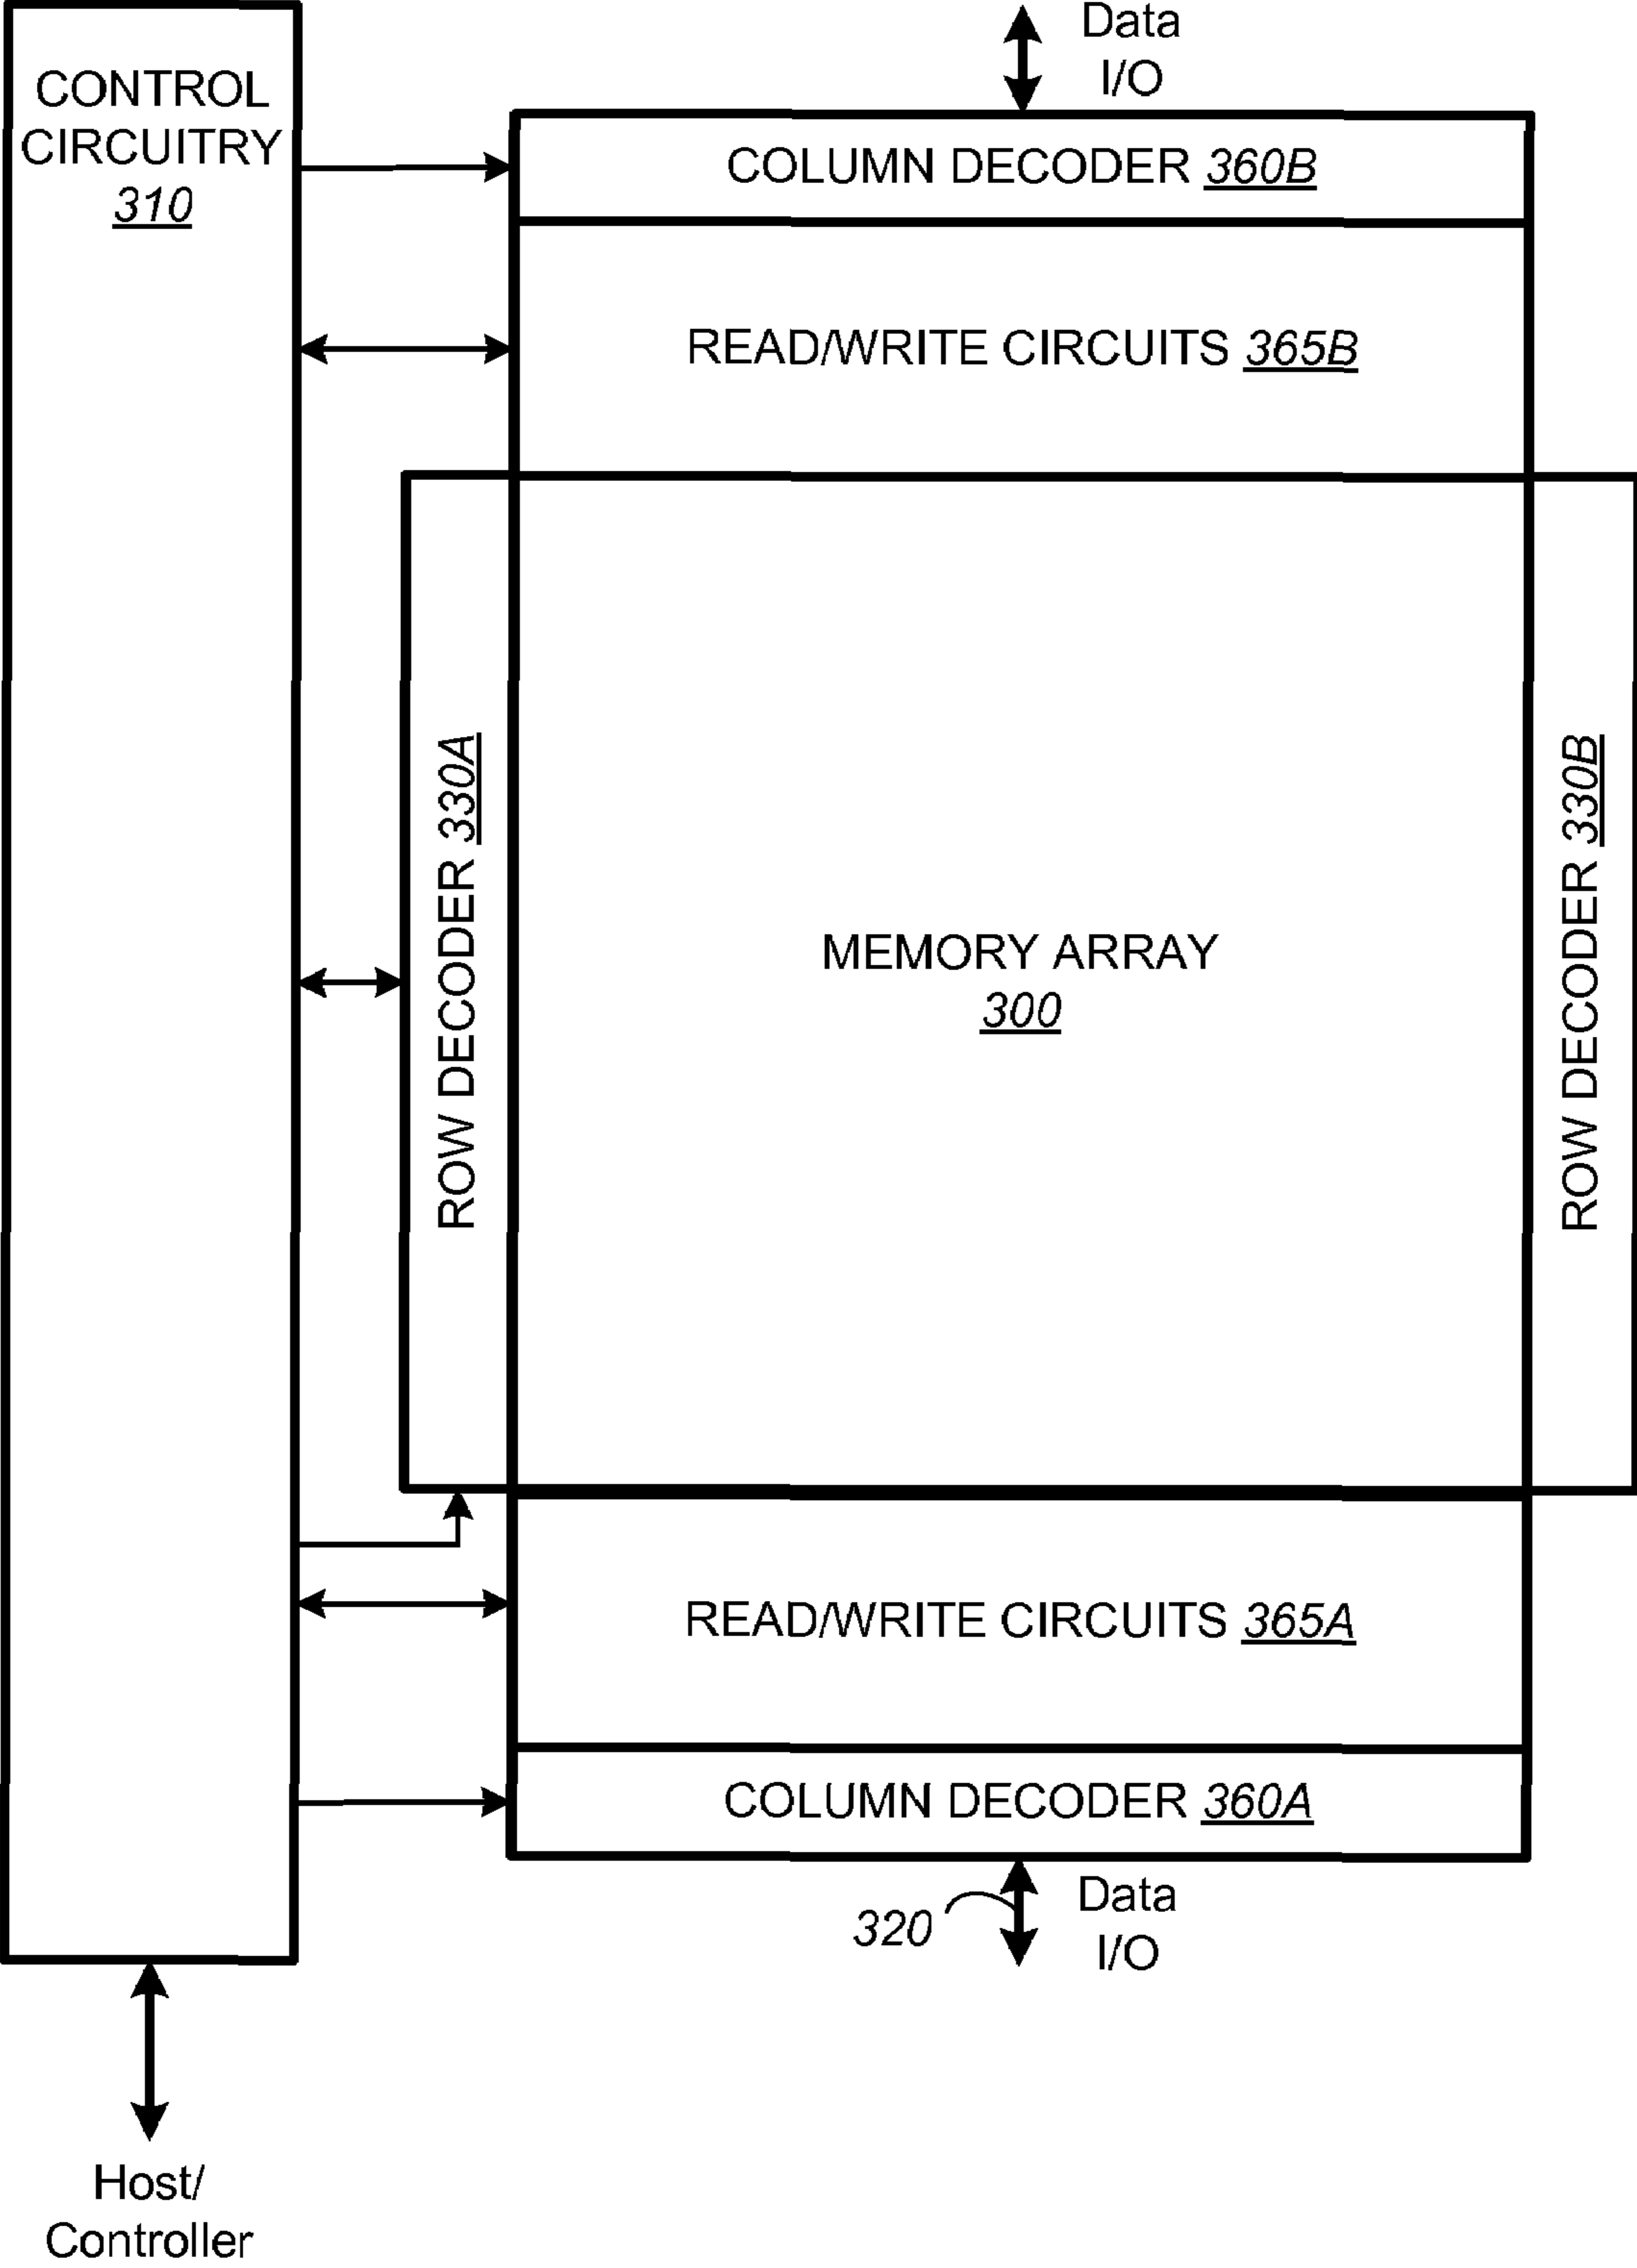 Data
I/O
CONTROL
CIRCUITRY
310
COLUMN DECODER 360B
READ/WRITE CIRCUITS 365B
ROW DECODER 330A
MEMORY ARRAY
300
ROW DECODER 330B
READ/WRITE CIRCUITS 365A
COLUMN DECODER 360A
320
Data
I/O
Host/
Controller